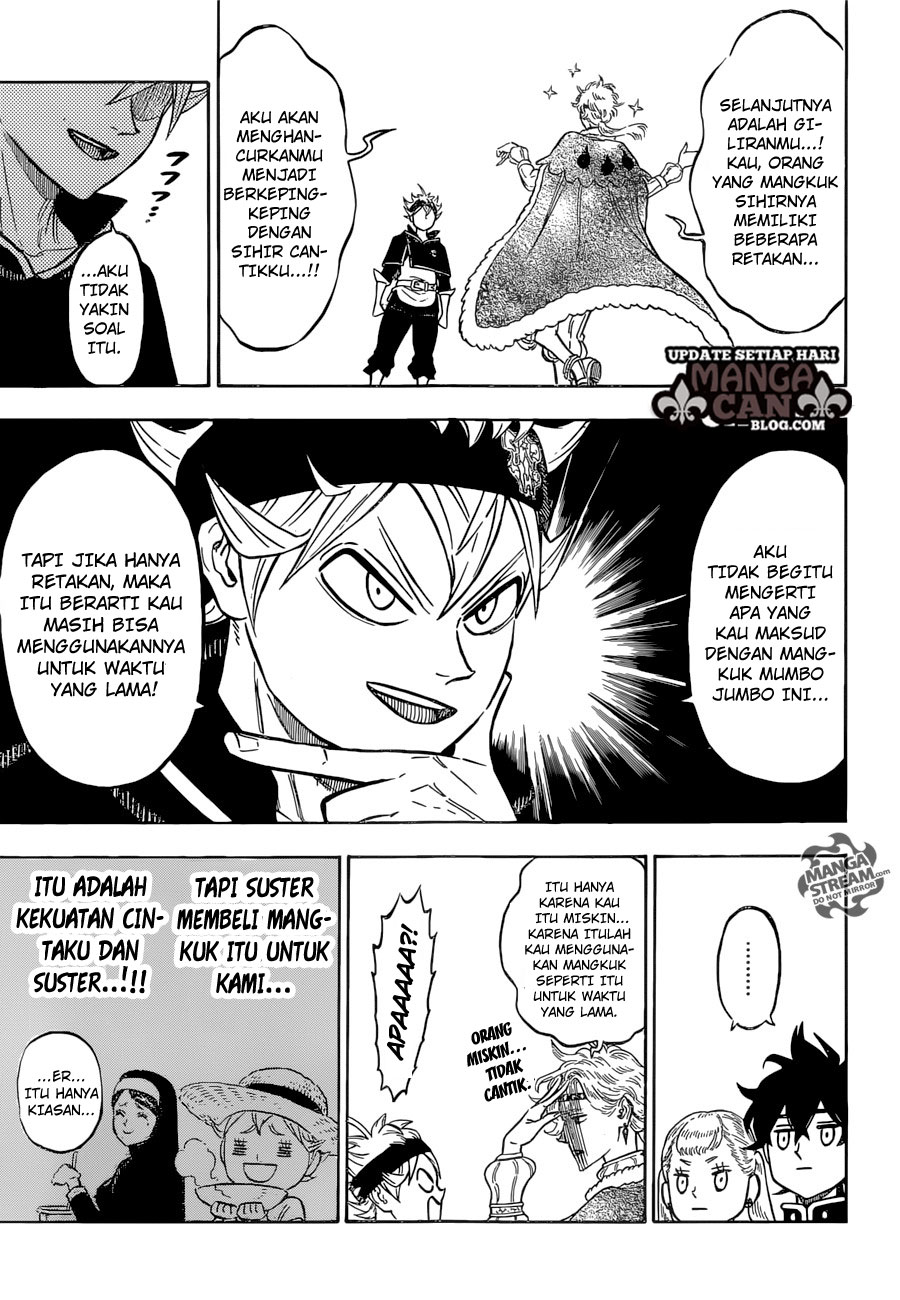 SELANJUTNYA
ADALAH GI-
LIRANMU...!
KAU, ORANG
YANG MANGKUK
SIHIRNYA
MEMILIKI
BEBERAPA
RETAKAN...
AKU AKAN
MENGHAN-
CURKANMU
MENJADI
BERKEPING-
KEPING
DENGAN
SIHIR CAN-
TIKKU...!!
...AKU
TIDAK
YAKIN
SOAL
ITU.
UPDATE SETIAP HARI
MANGA
CAN
BLOG.COM
AKU
TIDAK BEGITU
MENGERTI
APA YANG
KAU MAKSUD
DENGAN MANG-
KUK MUMBO
JUMBO INI...
TAPI JIKA HANYA
RETAKAN, MAKA
ITU BERARTI KAU
MASIH BISA
MENGGUNAKANNYA
UNTUK WAKTU
YANG LAMA!
MANGA
STREAM.com
DO NOT MIRROR!
.........
ITU HANYA
KARENA KAU
ITU MISKIN...
KARENA ITULAH
KAU MENGGUNA-
KAN MANGKUK
SEPERTI ITU
UNTUK WAKTU
YANG LAMA.
ORANG
MISKIN...
TIDAK
CANTIK.
APAAAAA?!
TAPI SUSTER
MEMBELI MANG-
KUK ITU UNTUK
KAMI...
ITU ADALAH
KEKUATAN CIN-
TAKU DAN
SUSTER...!!!
...ER...
ITU HANYA
KIASAN...